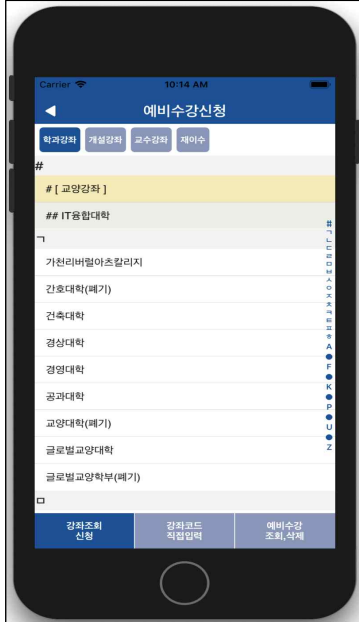 Carrier 10:14 AM
예비수강신청
학과강좌 개설강좌 교수강좌 재이수
#
# [ 교양강좌 ]
## IT융합대학
ㄱ
가천리버럴아츠칼리지
간호대학(폐기)
건축대학
경상대학
경영대학
공과대학
교양대학(폐기)
글로벌교양대학
글로벌교양학부(폐기)
ㅁ
#
ㄱ
ㄴ
ㄷ
ㄹ
ㅁ
ㅂ
ㅅ
ㅇ
ㅈ
ㅊ
ㅋ
ㅌ
ㅍ
ㅎ
A
F
K
P
U
Z
강좌조회 강좌코드 예비수강
신청 직접입력 조회,삭제